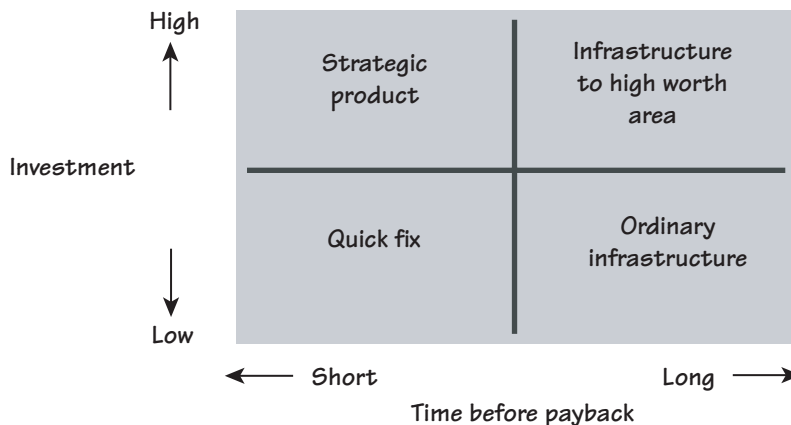 High
Strategic
product
Infrastructure
to high worth
area
Investment
Quick fix
Ordinary
infrastructure
Low
Short
Long
Time before payback